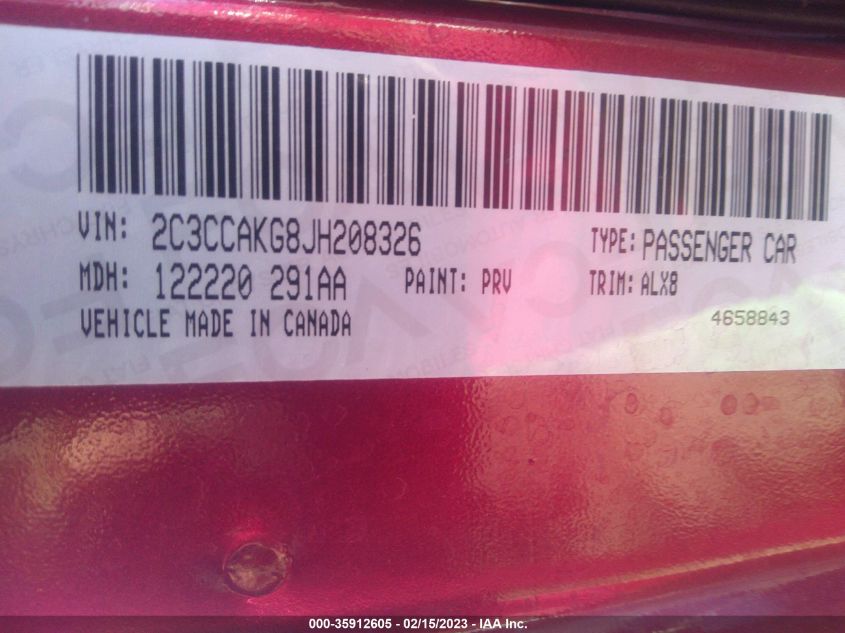 VIN: 2C3CCAKG8JH208326 TYPE: PASSENGER CAR
MDH: 122220 291AA PAINT: PRV TRIM: ALX8
VEHICLE MADE IN CANADA 4658843
000-35912605 - 02/15/2023 - IAA Inc.